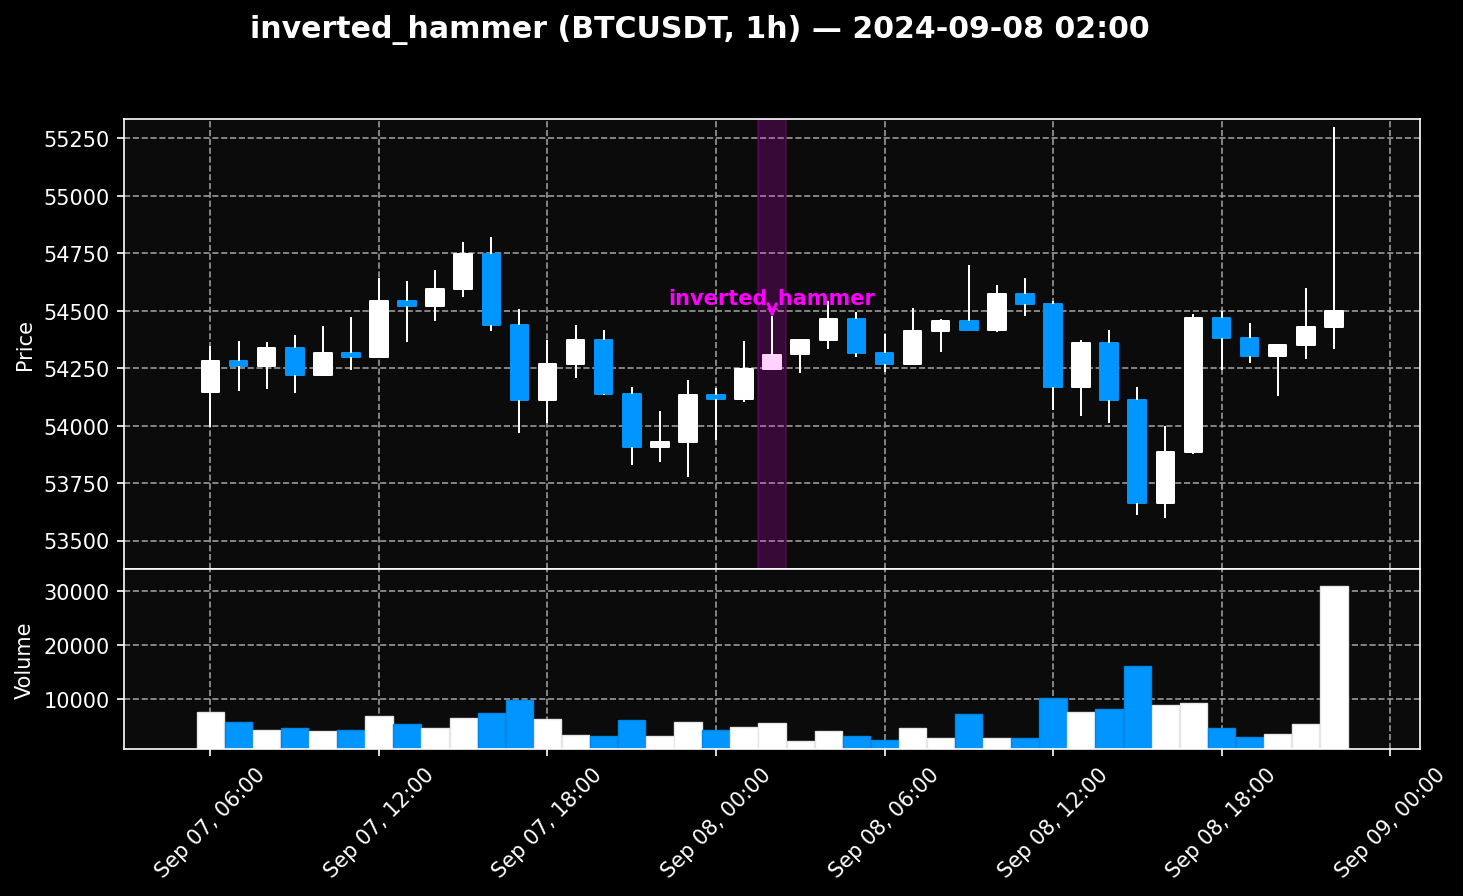 inverted_hammer (BTCUSDT, 1h) — 2024-09-08 02:00
55250
55000
54750
54500
54250
54000
53750
53500
Price
inverted_hammer
30000
20000
10000
Volume
Sep 07, 06:00
Sep 07, 12:00
Sep 07, 18:00
Sep 08, 00:00
Sep 08, 06:00
Sep 08, 12:00
Sep 08, 18:00
Sep 09, 00:00